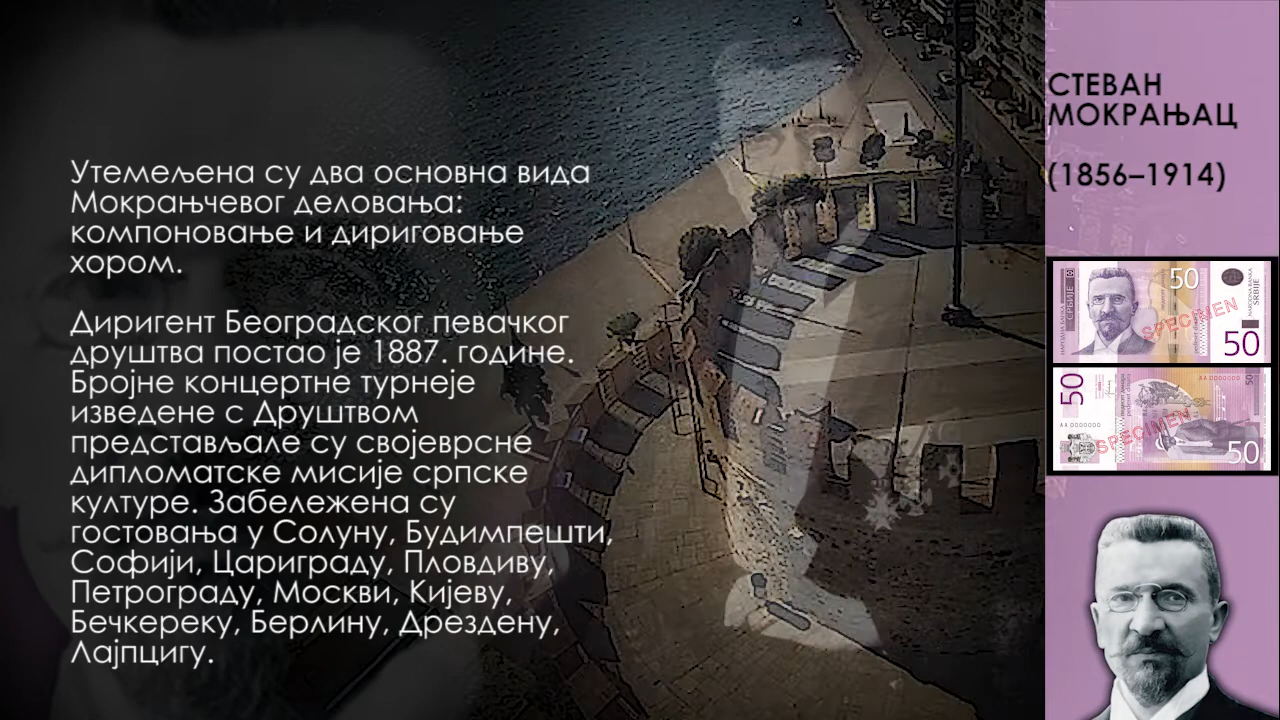 Утемељена су два основна вида
Мокрањчевог деловања:
компоновање и дириговање
хором.
Диригент Београдског певачког
друштва постао је 1887. године.
Бројне концертне турнеје
изведене с Друштвом
представљале су својеврсне
дипломатске мисије српске
културе. Забележена су
гостовања у Солуну, Будимпешти,
Софији, Цариграду, Пловдиву,
Петрограду, Москви, Кијеву,
Бечкереку, Берлину, Дрездену,
Лајпцигу.
СТЕВАН
МОКРАЊАЦ
(1856–1914)
50
SPECIMEN
50
50
SPECIMEN
50